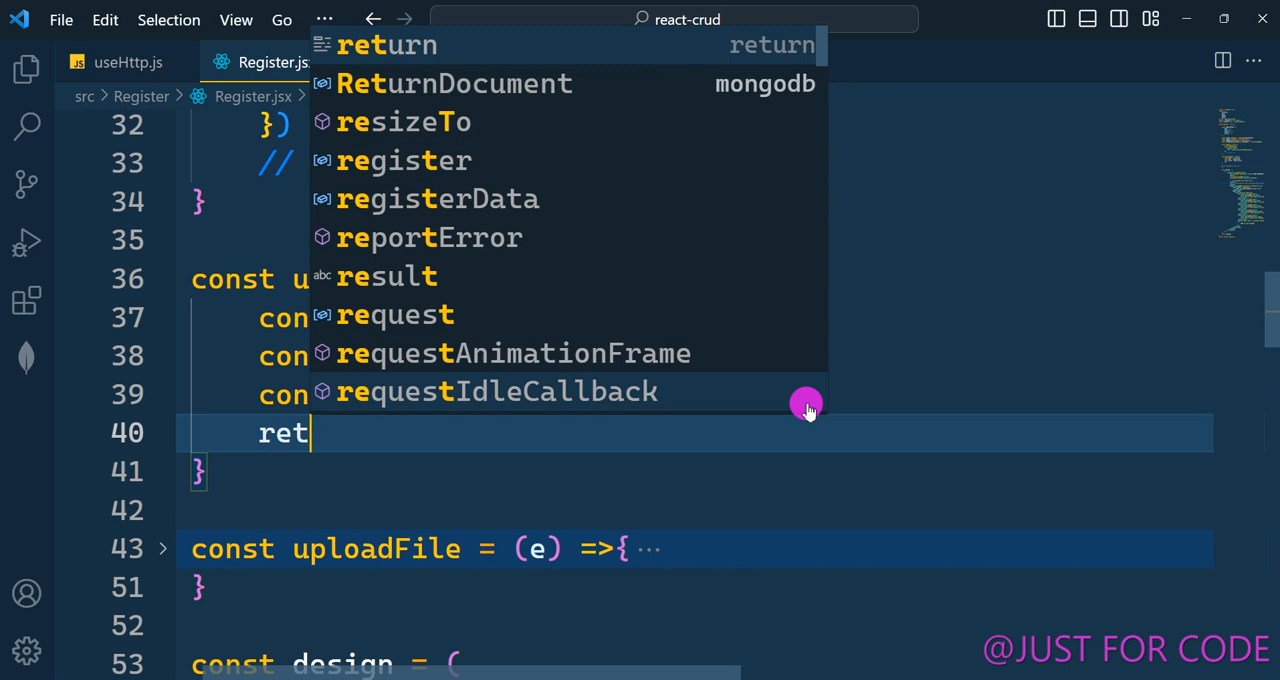 File Edit Selection View Go ... react-crud
JS useHttp.js Register.js
src > Register > Register.jsx >
return return
ReturnDocument mongodb
resizeTo
register
registerData
reportError
abc result
request
requestAnimationFrame
requestIdleCallback
32 })
33 //
34 }
35
36 const u
37 con
38 con
39 con
40 ret
41 }
42
43 > const uploadFile = (e) =>{ ...
51 }
52
53 const design = (
@JUST FOR CODE